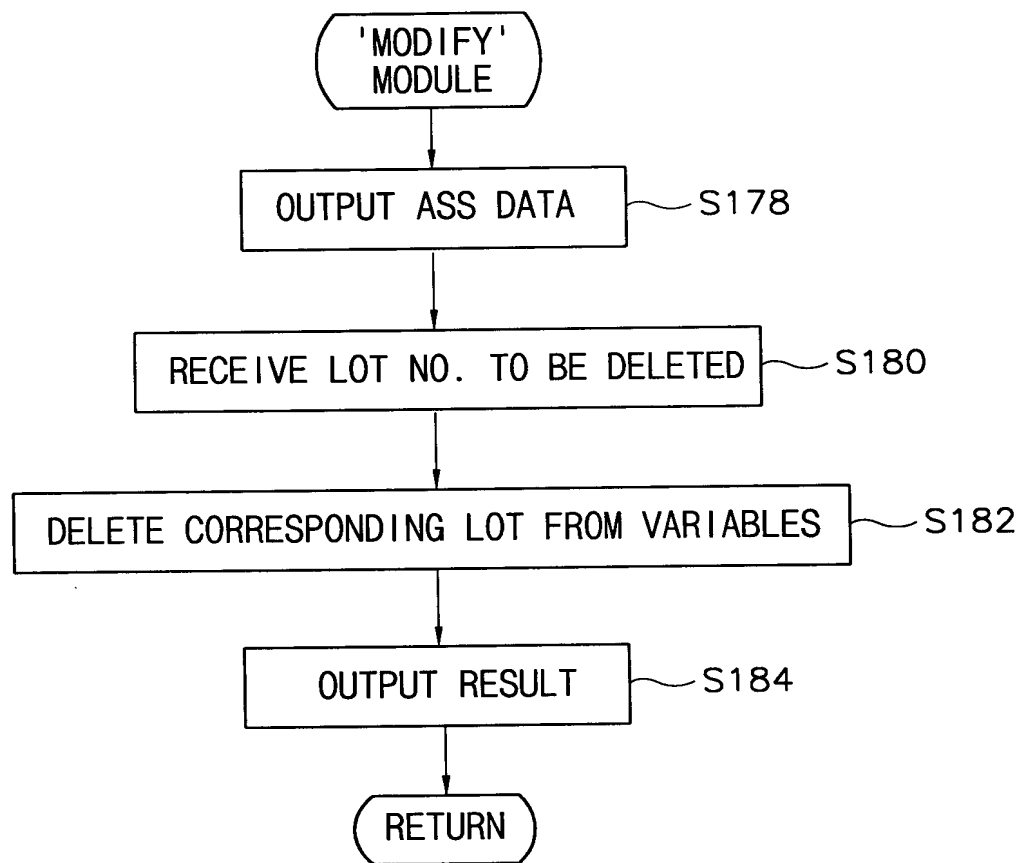 'MODIFY'
MODULE
OUTPUT ASS DATA
S178
RECEIVE LOT NO. TO BE DELETED
S180
DELETE CORRESPONDING LOT FROM VARIABLES
S182
OUTPUT RESULT
S184
RETURN